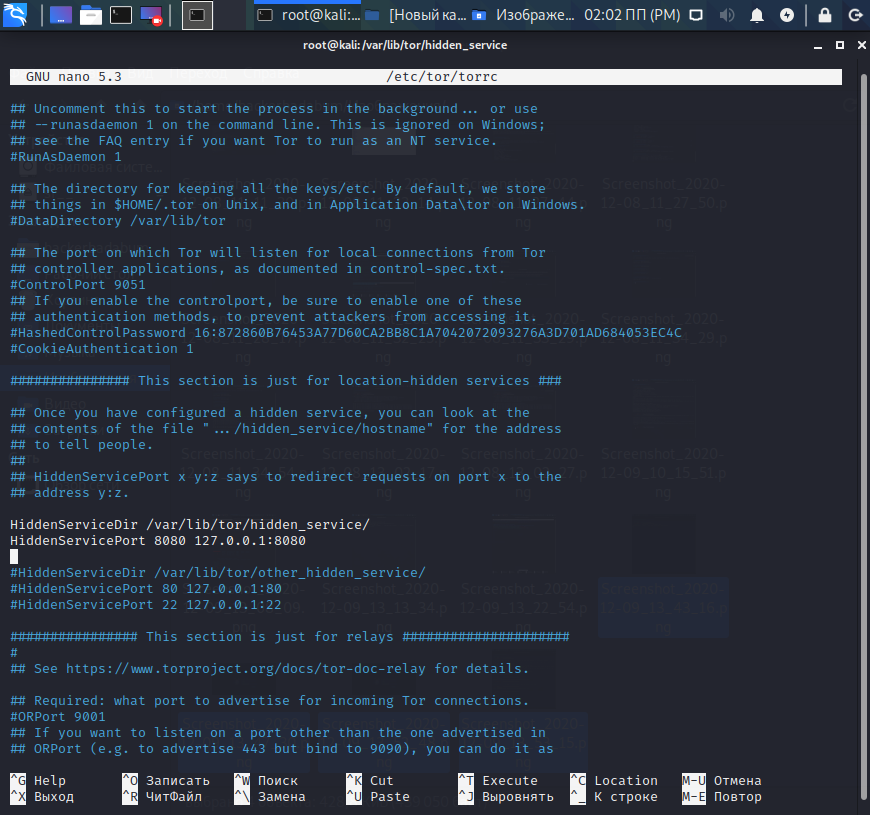 root@kali:... [Новый ка... Изображе... 02:02 ПП (PM)
root@kali: /var/lib/tor/hidden_service
GNU nano 5.3 /etc/tor/torrc
## Uncomment this to start the process in the background... or use
## --runasdaemon 1 on the command line. This is ignored on Windows;
## see the FAQ entry if you want Tor to run as an NT service.
#RunAsDaemon 1
## The directory for keeping all the keys/etc. By default, we store
## things in $HOME/.tor on Unix, and in Application Data\tor on Windows.
#DataDirectory /var/lib/tor
## The port on which Tor will listen for local connections from Tor
## controller applications, as documented in control-spec.txt.
#ControlPort 9051
## If you enable the controlport, be sure to enable one of these
## authentication methods, to prevent attackers from accessing it.
#HashedControlPassword 16:872860B76453A77D60CA2BB8C1A7042072093276A3D701AD684053EC4C
#CookieAuthentication 1
############### This section is just for location-hidden services ###
## Once you have configured a hidden service, you can look at the
## contents of the file ".../hidden_service/hostname" for the address
## to tell people.
##
## HiddenServicePort x y:z says to redirect requests on port x to the
## address y:z.
HiddenServiceDir /var/lib/tor/hidden_service/
HiddenServicePort 8080 127.0.0.1:8080
#HiddenServiceDir /var/lib/tor/other_hidden_service/
#HiddenServicePort 80 127.0.0.1:80
#HiddenServicePort 22 127.0.0.1:22
################ This section is just for relays #####################
#
## See https://www.torproject.org/docs/tor-doc-relay for details.
## Required: what port to advertise for incoming Tor connections.
#ORPort 9001
## If you want to listen on a port other than the one advertised in
## ORPort (e.g. to advertise 443 but bind to 9090), you can do it as
^G Help ^O Записать ^W Поиск ^K Cut ^T Execute ^C Location M-U Отмена
^X Выход ^R ЧитФайл ^\ Замена ^U Paste ^J Выровнять ^_ К строке M-E Повтор